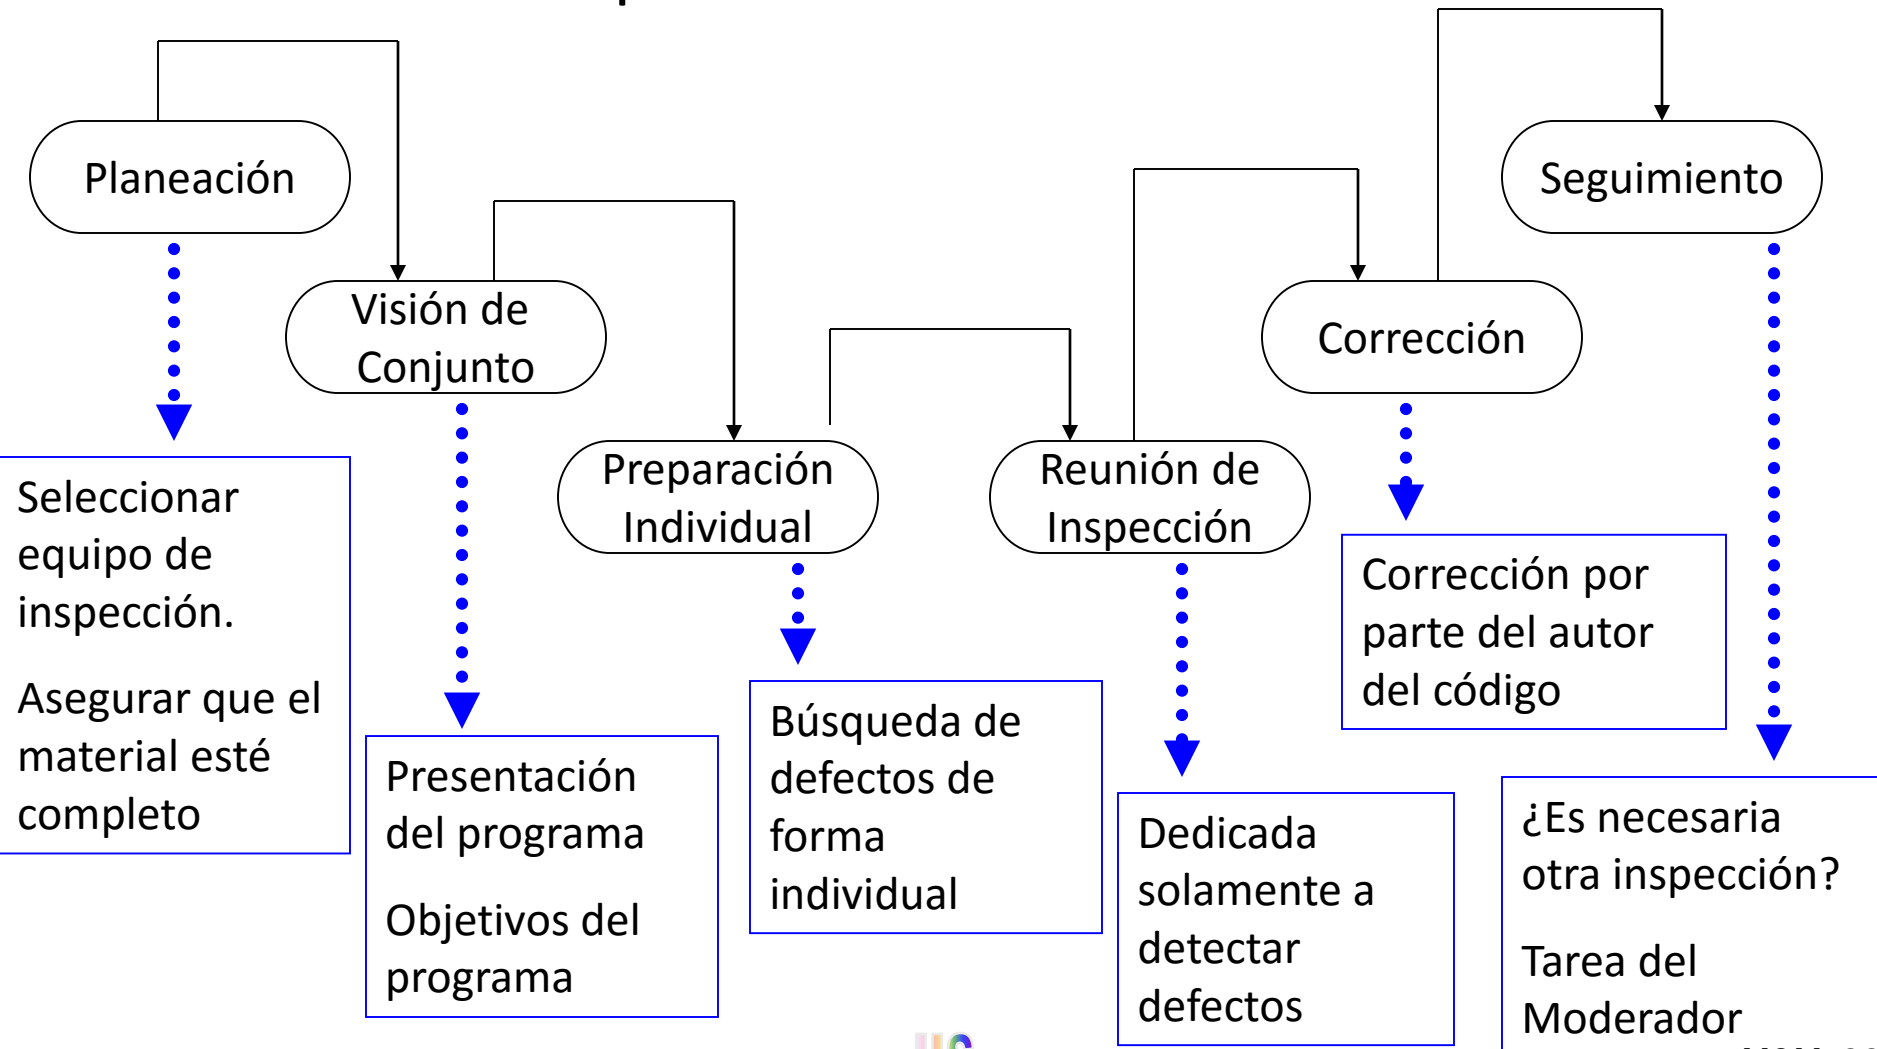 Planeación
Seguimiento
Visión de
Conjunto
Corrección
Preparación
Individual
Reunión de
Inspección
Seleccionar
equipo de
inspección.
Asegurar que el
material esté
completo
Presentación
del programa
Objetivos del
programa
Búsqueda de
defectos de
forma
individual
Dedicada
solamente a
detectar
defectos
Corrección por
parte del autor
del código
¿Es necesaria
otra inspección?
Tarea del
Moderador